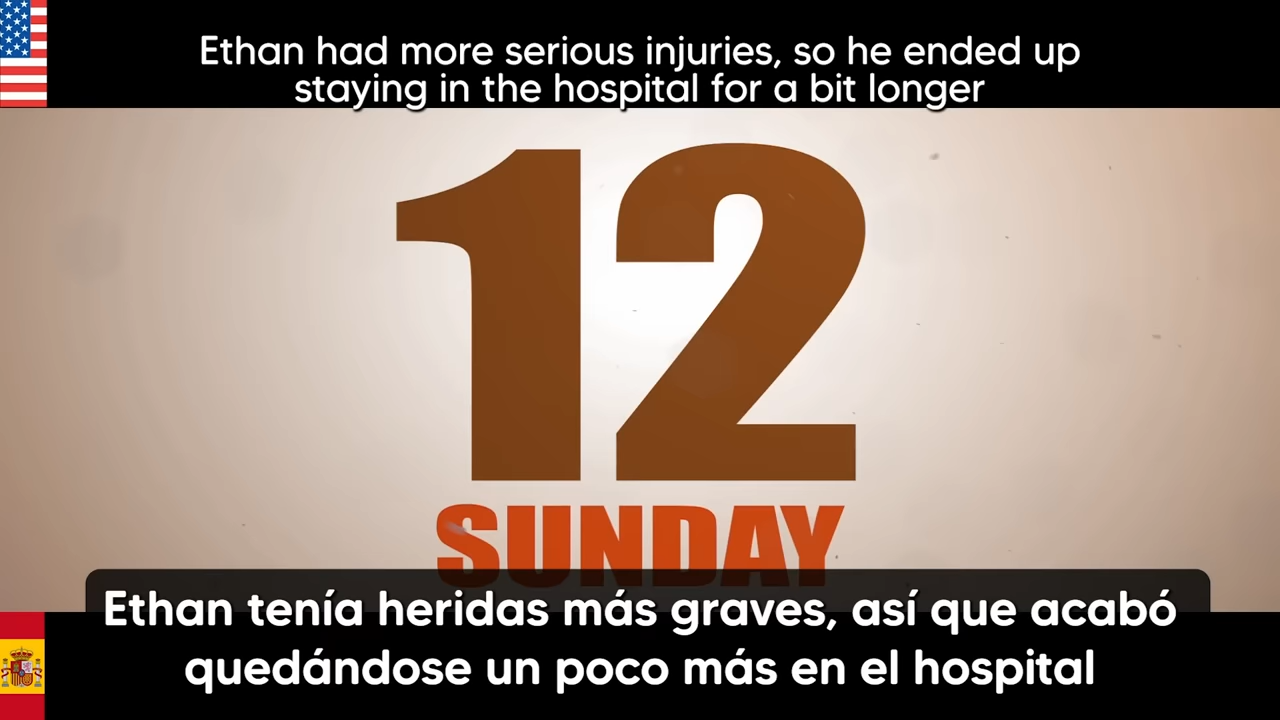 Ethan had more serious injuries, so he ended up
staying in the hospital for a bit longer
12
SUNDAY
Ethan tenía heridas más graves, así que acabó
quedándose un poco más en el hospital